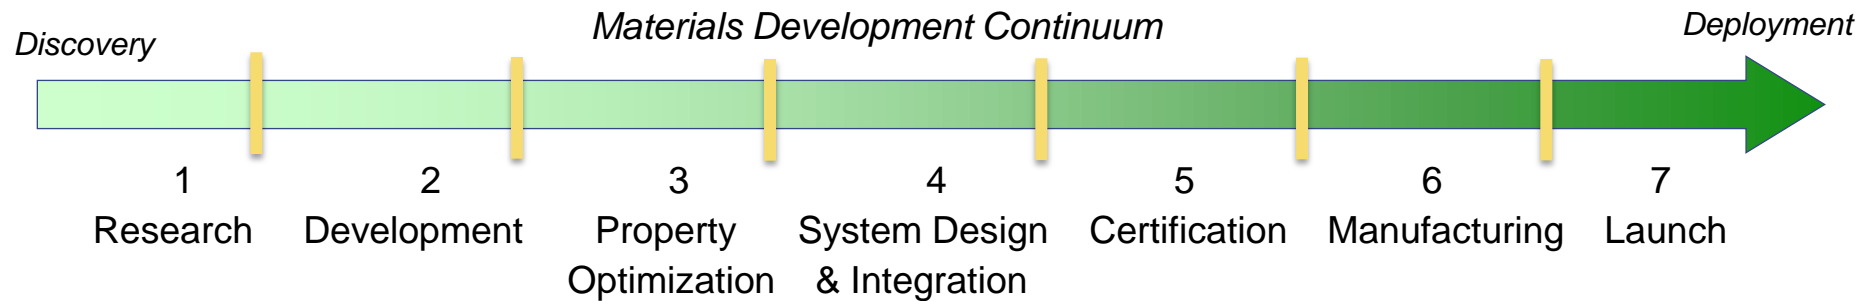 Materials Development Continuum
Discovery
Deployment
1 2 3 4 5 6 7
Research Development Property System Design Certification Manufacturing Launch
Optimization & Integration